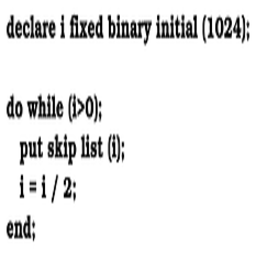 declare i fixed binary initial (1024);
do while (i>0);
put skip list (i);
i = i / 2;
end;